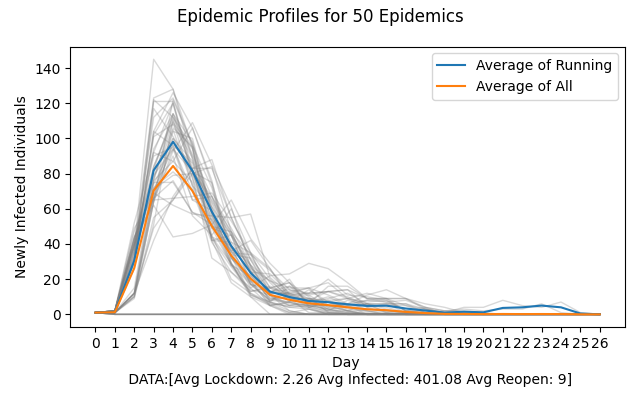 Epidemic Profiles for 50 Epidemics
Average of Running
Average of All
Newly Infected Individuals
140
120
100
80
60
40
20
0
0 1 2 3 4 5 6 7 8 9 10 11 12 13 14 15 16 17 18 19 20 21 22 23 24 25 26
Day
DATA:[Avg Lockdown: 2.26 Avg Infected: 401.08 Avg Reopen: 9]